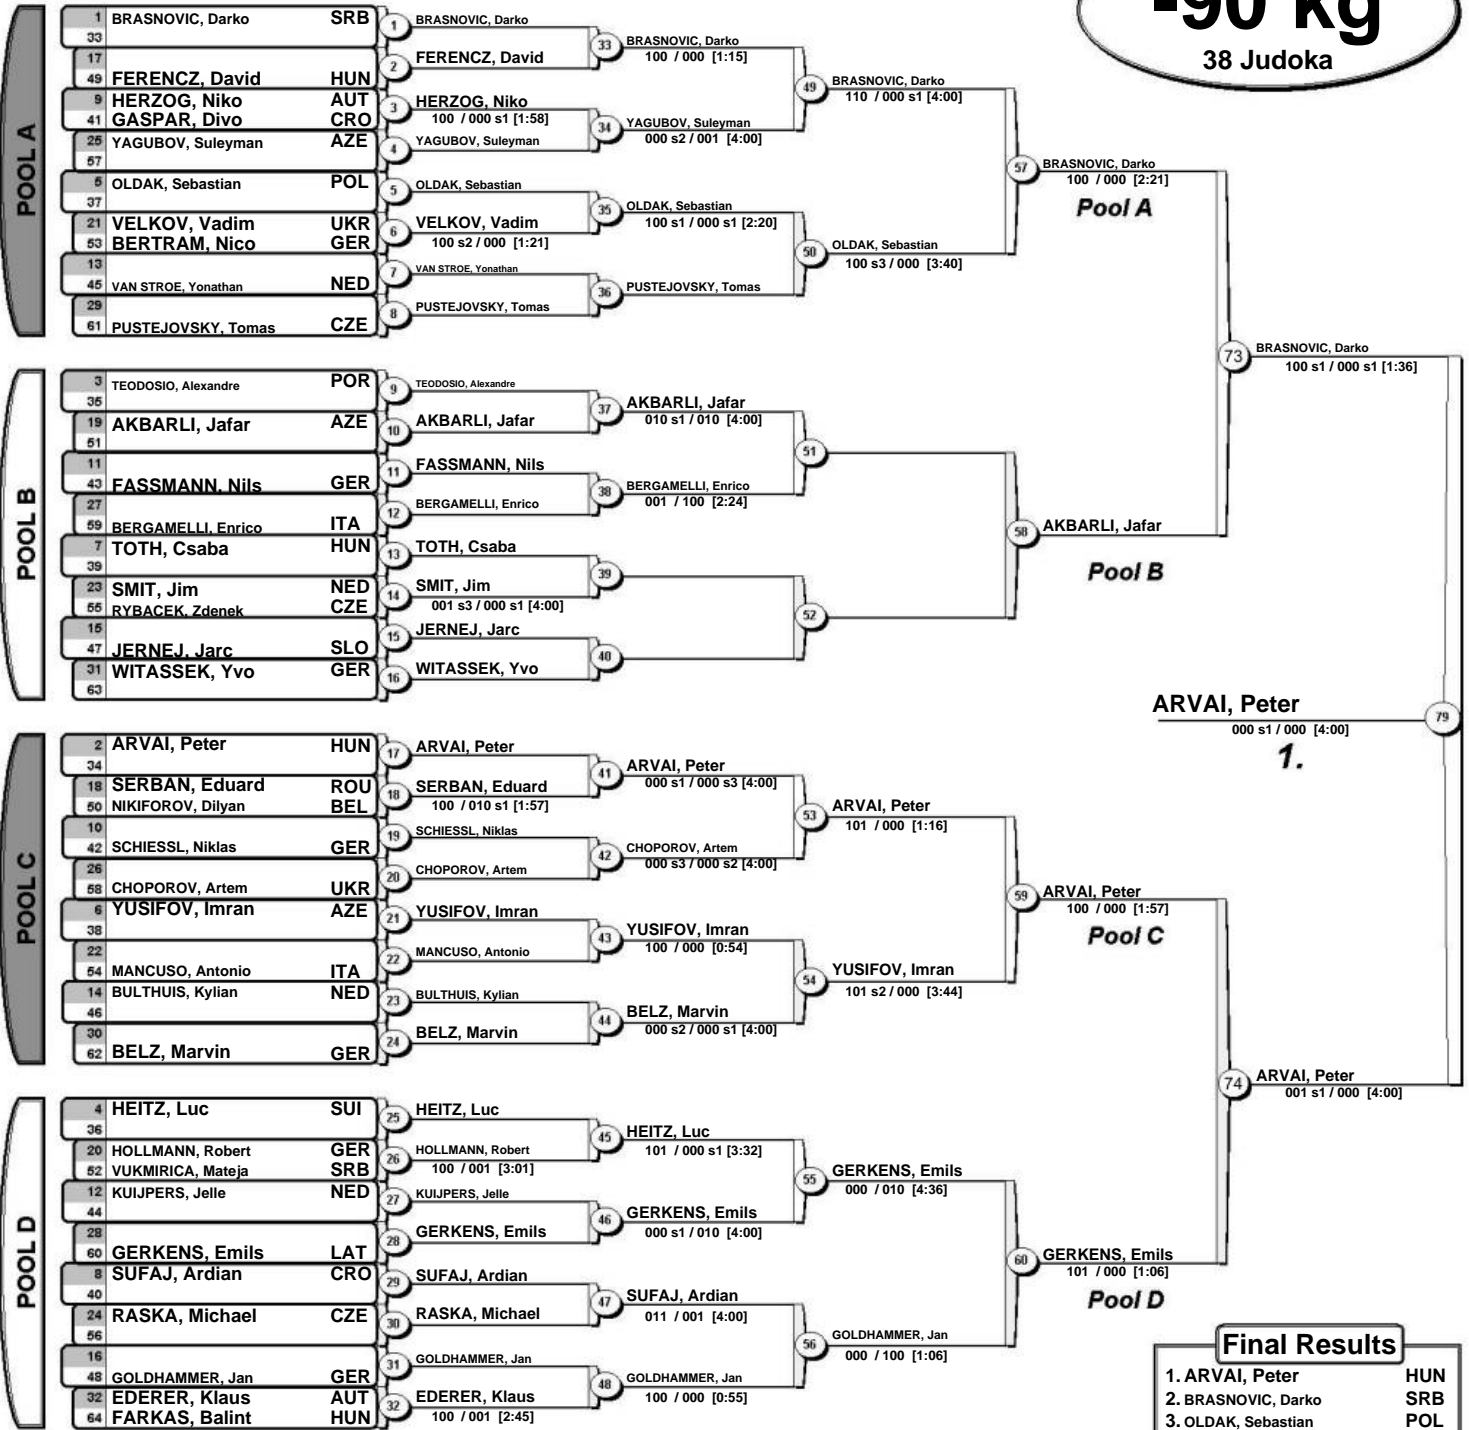 -90 kg
38 Judoka
POOL A
1 BRASNOVIC, Darko SRB
33
17
49 FERENCZ, David HUN
9 HERZOG, Niko AUT
41 GASPAR, Divo CRO
25 YAGUBOV, Suleyman AZE
57
5 OLDAK, Sebastian POL
37
21 VELKOV, Vadim UKR
53 BERTRAM, Nico GER
13
45 VAN STROE, Yonathan NED
29
61 PUSTEJOVSKY, Tomas CZE
1 BRASNOVIC, Darko
2 FERENCZ, David
3 HERZOG, Niko
100 / 000 s1 [1:58]
4 YAGUBOV, Suleyman
5 OLDAK, Sebastian
6 VELKOV, Vadim
100 s2 / 000 [1:21]
7 VAN STROE, Yonathan
8 PUSTEJOVSKY, Tomas
33 BRASNOVIC, Darko
100 / 000 [1:15]
34 YAGUBOV, Suleyman
000 s2 / 001 [4:00]
35 OLDAK, Sebastian
100 s1 / 000 s1 [2:20]
36 PUSTEJOVSKY, Tomas
49 BRASNOVIC, Darko
110 / 000 s1 [4:00]
50 OLDAK, Sebastian
100 s3 / 000 [3:40]
57 BRASNOVIC, Darko
100 / 000 [2:21]
Pool A
POOL B
3 TEODOSIO, Alexandre POR
35
19 AKBARLI, Jafar AZE
51
11
43 FASSMANN, Nils GER
27
59 BERGAMELLI, Enrico ITA
7 TOTH, Csaba HUN
39
23 SMIT, Jim NED
55 RYBACEK, Zdenek CZE
15
47 JERNEJ, Jarc SLO
31 WITASSEK, Yvo GER
63
9 TEODOSIO, Alexandre
10 AKBARLI, Jafar
11 FASSMANN, Nils
12 BERGAMELLI, Enrico
13 TOTH, Csaba
14 SMIT, Jim
001 s3 / 000 s1 [4:00]
15 JERNEJ, Jarc
16 WITASSEK, Yvo
37 AKBARLI, Jafar
010 s1 / 010 [4:00]
38 BERGAMELLI, Enrico
001 / 100 [2:24]
39
40
51
52
58 AKBARLI, Jafar
Pool B
73 BRASNOVIC, Darko
100 s1 / 000 s1 [1:36]
ARVAI, Peter 79
000 s1 / 000 [4:00]
1.
POOL C
2 ARVAI, Peter HUN
34
18 SERBAN, Eduard ROU
50 NIKIFOROV, Dilyan BEL
10
42 SCHIESSL, Niklas GER
26
58 CHOPOROV, Artem UKR
6 YUSIFOV, Imran AZE
38
22
54 MANCUSO, Antonio ITA
14 BULTHUIS, Kylian NED
46
30
62 BELZ, Marvin GER
17 ARVAI, Peter
18 SERBAN, Eduard
100 / 010 s1 [1:57]
19 SCHIESSL, Niklas
20 CHOPOROV, Artem
21 YUSIFOV, Imran
22 MANCUSO, Antonio
23 BULTHUIS, Kylian
24 BELZ, Marvin
41 ARVAI, Peter
000 s1 / 000 s3 [4:00]
42 CHOPOROV, Artem
000 s3 / 000 s2 [4:00]
43 YUSIFOV, Imran
100 / 000 [0:54]
44 BELZ, Marvin
000 s2 / 000 s1 [4:00]
53 ARVAI, Peter
101 / 000 [1:16]
54 YUSIFOV, Imran
101 s2 / 000 [3:44]
59 ARVAI, Peter
100 / 000 [1:57]
Pool C
POOL D
4 HEITZ, Luc SUI
36
20 HOLLMANN, Robert GER
52 VUKMIRICA, Mateja SRB
12 KUIJPERS, Jelle NED
44
28
60 GERKENS, Emils LAT
8 SUFAJ, Ardian CRO
40
24 RASKA, Michael CZE
56
16
48 GOLDHAMMER, Jan GER
32 EDERER, Klaus AUT
64 FARKAS, Balint HUN
25 HEITZ, Luc
26 HOLLMANN, Robert
100 / 001 [3:01]
27 KUIJPERS, Jelle
28 GERKENS, Emils
29 SUFAJ, Ardian
30 RASKA, Michael
31 GOLDHAMMER, Jan
32 EDERER, Klaus
100 / 001 [2:45]
45 HEITZ, Luc
101 / 000 s1 [3:32]
46 GERKENS, Emils
000 s1 / 010 [4:00]
47 SUFAJ, Ardian
011 / 001 [4:00]
48 GOLDHAMMER, Jan
100 / 000 [0:55]
55 GERKENS, Emils
000 / 010 [4:36]
56 GOLDHAMMER, Jan
000 / 100 [1:06]
60 GERKENS, Emils
101 / 000 [1:06]
Pool D
74 ARVAI, Peter
001 s1 / 000 [4:00]
Final Results
1. ARVAI, Peter HUN
2. BRASNOVIC, Darko SRB
3. OLDAK, Sebastian POL